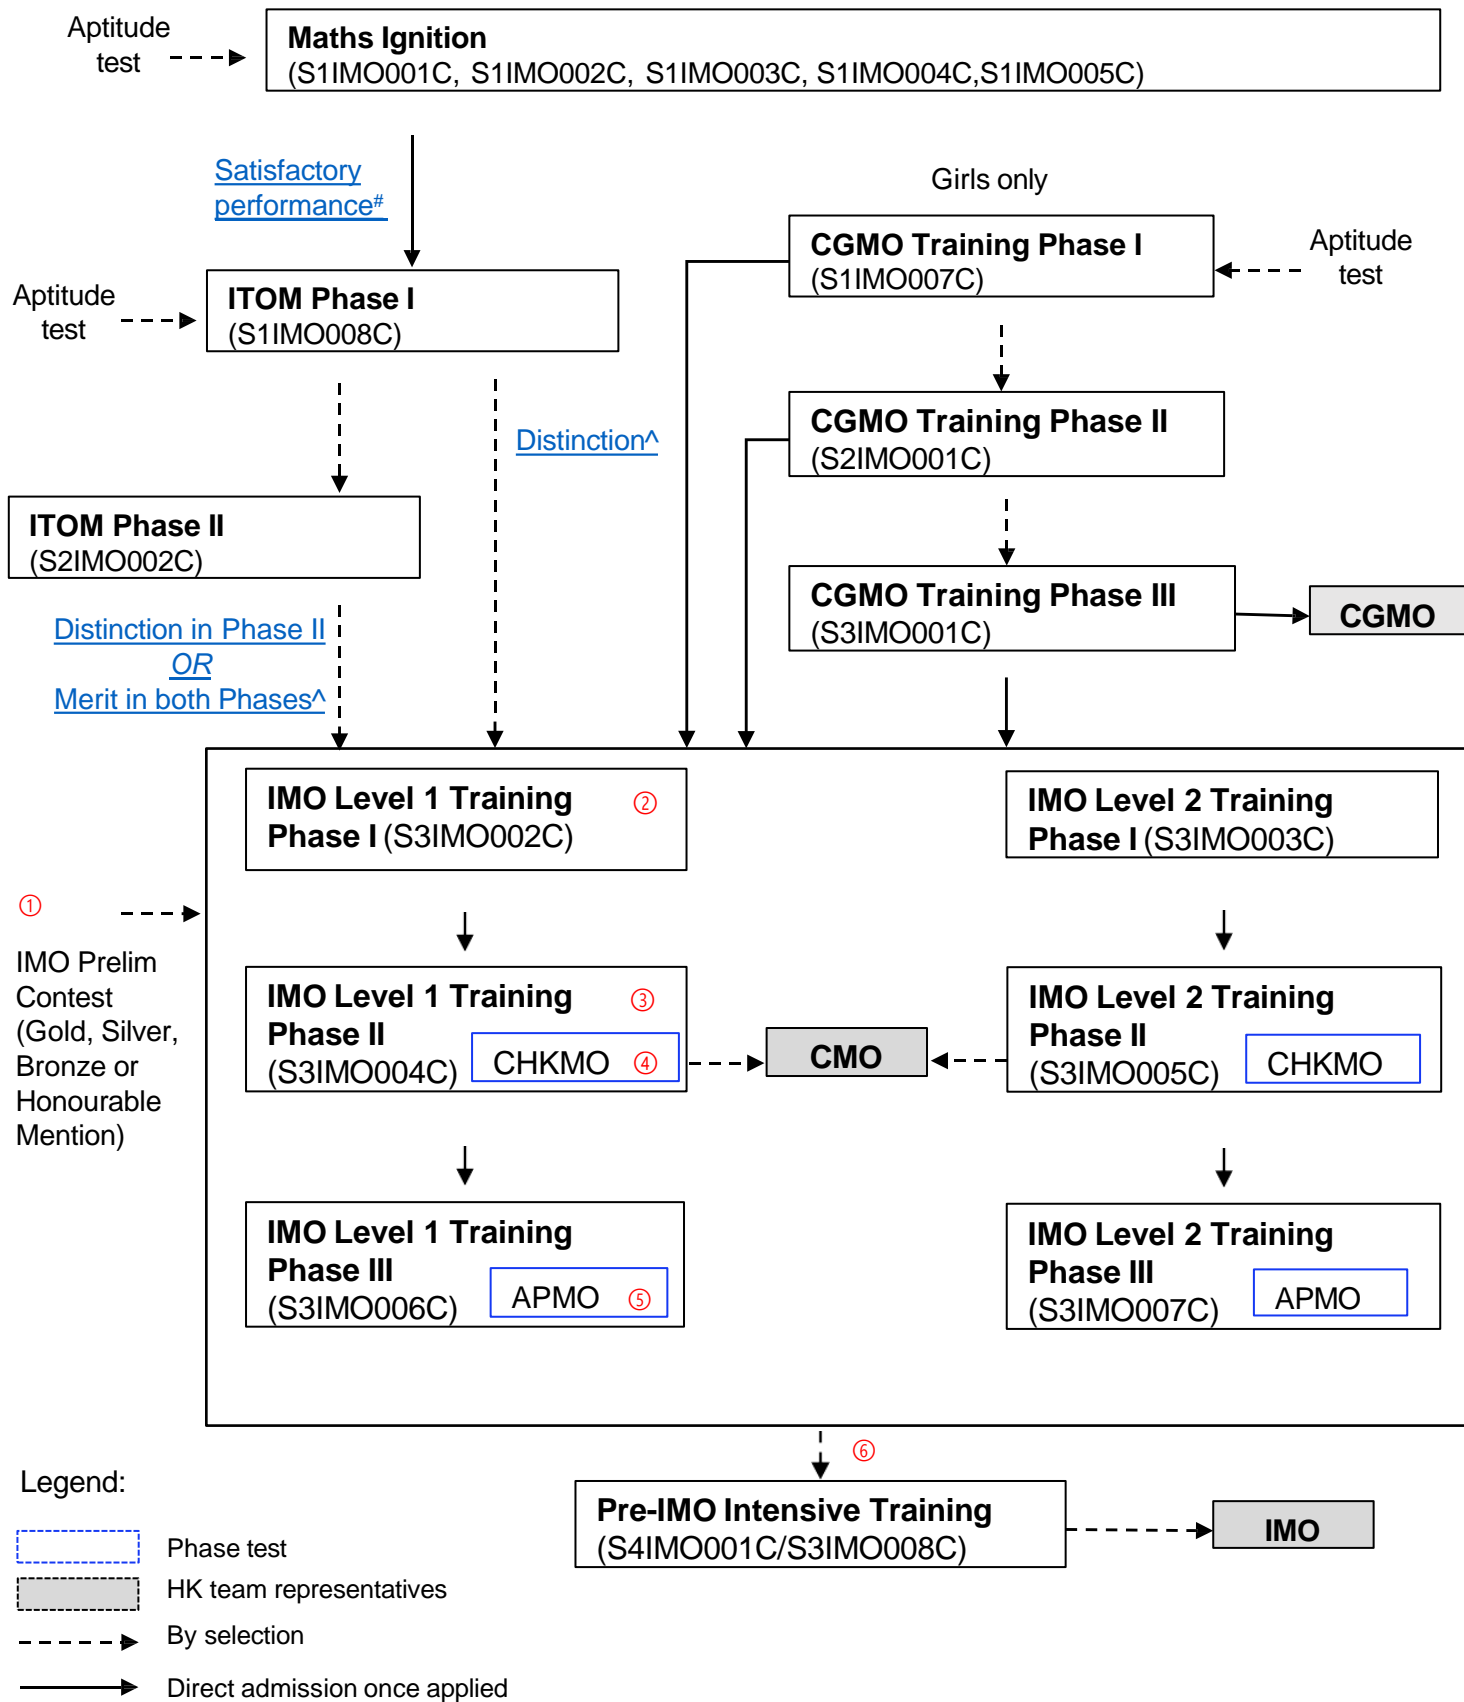 Aptitude
test
Maths Ignition
(S1IMO001C, S1IMO002C, S1IMO003C, S1IMO004C,S1IMO005C)
Satisfactory
performance#
Girls only
CGMO Training Phase I
(S1IMO007C)
Aptitude
test
Aptitude
test
ITOM Phase I
(S1IMO008C)
CGMO Training Phase II
(S2IMO001C)
Distinction^
ITOM Phase II
(S2IMO002C)
CGMO Training Phase III
(S3IMO001C)
CGMO
Distinction in Phase II
OR
Merit in both Phases^
IMO Level 1 Training ②
Phase I (S3IMO002C)
IMO Level 2 Training
Phase I (S3IMO003C)
①
IMO Prelim
Contest
(Gold, Silver,
Bronze or
Honourable
Mention)
IMO Level 1 Training ③
Phase II
(S3IMO004C)
CHKMO ④
CMO
IMO Level 2 Training
Phase II
(S3IMO005C)
CHKMO
IMO Level 1 Training
Phase III
(S3IMO006C)
APMO ⑤
IMO Level 2 Training
Phase III
(S3IMO007C)
APMO
⑥
Pre-IMO Intensive Training
(S4IMO001C/S3IMO008C)
IMO
Legend:
Phase test
HK team representatives
By selection
Direct admission once applied